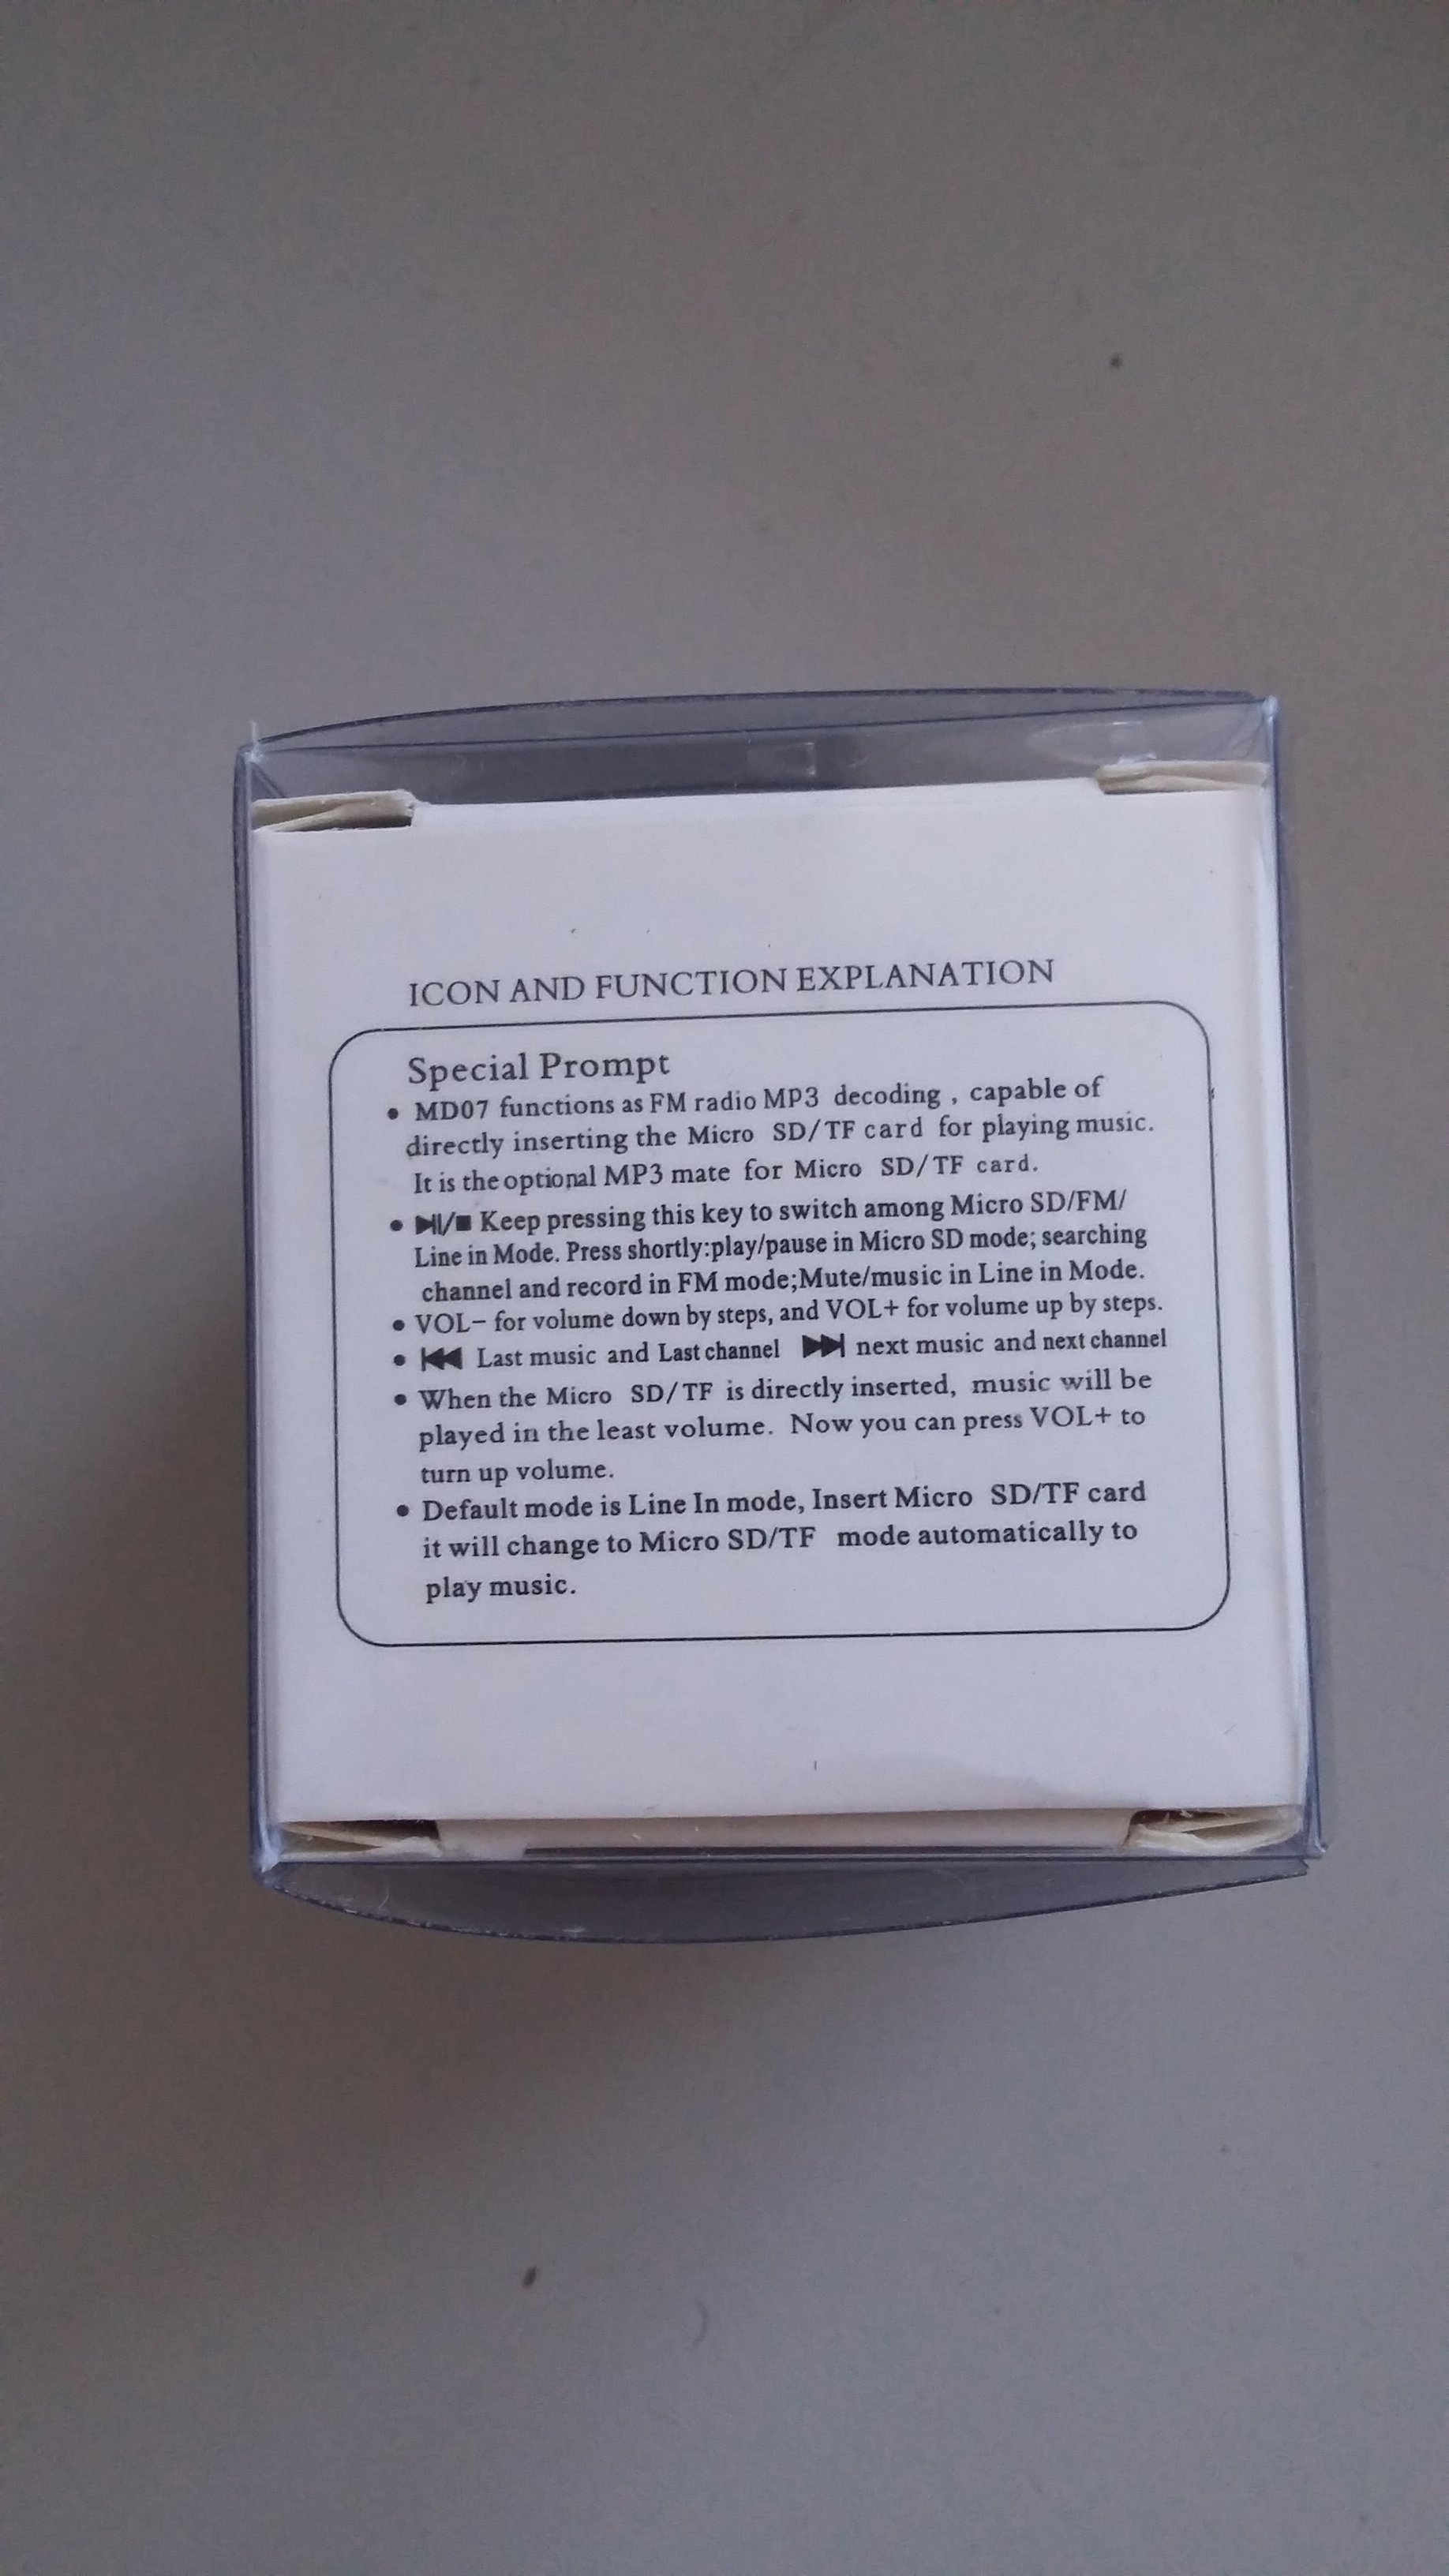 ICON AND FUNCTION EXPLANATION
Special Prompt
• MD07 functions as FM radio MP3 decoding , capable of
directly inserting the Micro SD/TF card for playing music.
It is the optional MP3 mate for Micro SD/TF card.
• ▶||/■ Keep pressing this key to switch among Micro SD/FM/
Line in Mode. Press shortly:play/pause in Micro SD mode; searching
channel and record in FM mode;Mute/music in Line in Mode.
• VOL− for volume down by steps, and VOL+ for volume up by steps.
• |◀◀ Last music and Last channel ▶▶| next music and next channel
• When the Micro SD/TF is directly inserted, music will be
played in the least volume. Now you can press VOL+ to
turn up volume.
• Default mode is Line In mode, Insert Micro SD/TF card
it will change to Micro SD/TF mode automatically to
play music.